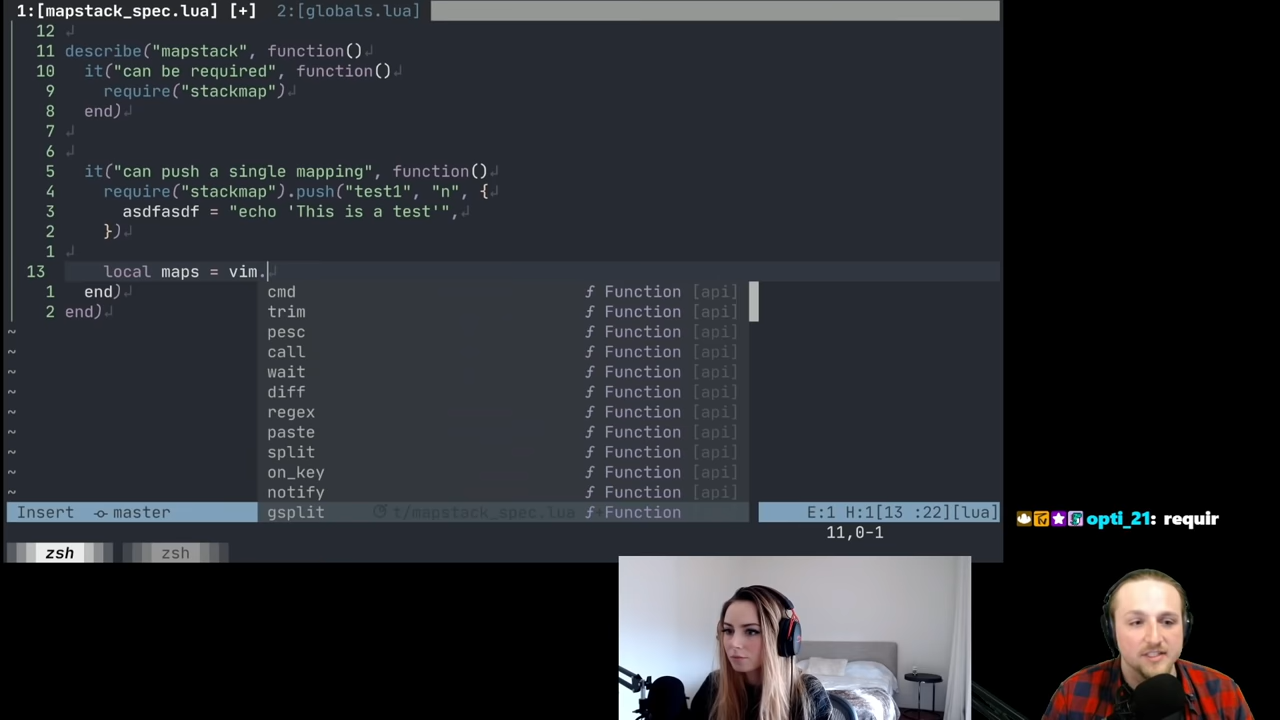 1:[mapstack_spec.lua] [+] 2:[globals.lua]
12
11 describe("mapstack", function()
10 it("can be required", function()
9 require("stackmap")
8 end)
7
6
5 it("can push a single mapping", function()
4 require("stackmap").push("test1", "n", {
3 asdfasdf = "echo 'This is a test'",
2 })
1
13 local maps = vim.
1 end)
2 end)
cmd ƒ Function [api]
trim ƒ Function [api]
pesc ƒ Function [api]
call ƒ Function [api]
wait ƒ Function [api]
diff ƒ Function [api]
regex ƒ Function [api]
paste ƒ Function [api]
split ƒ Function [api]
on_key ƒ Function [api]
notify ƒ Function [api]
gsplit ƒ Function
~
~
~
~
~
~
~
~
~
Insert master t/mapstack_spec.lua E:1 H:1[13 :22][lua]
11,0-1
zsh zsh
opti_21: requir